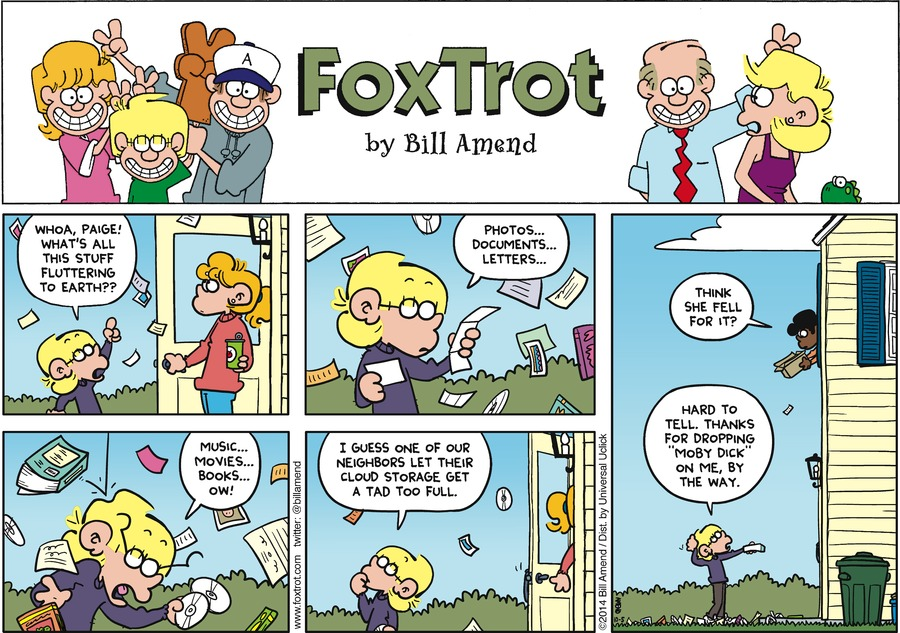 A
FOXTROT
by Bill Amend
WHOA, PAIGE!
WHAT'S ALL
THIS STUFF
FLUTTERING
TO EARTH??
PHOTOS...
DOCUMENTS...
LETTERS...
MUSIC...
MOVIES...
BOOKS...
OW!
www.foxtrot.com twitter: @billamend
I GUESS ONE OF OUR
NEIGHBORS LET THEIR
CLOUD STORAGE GET
A TAD TOO FULL.
©2014 Bill Amend / Dist. by Universal Uclick
THINK
SHE FELL
FOR IT?
HARD TO
TELL. THANKS
FOR DROPPING
"MOBY DICK"
ON ME, BY
THE WAY.
AMEND
10-5